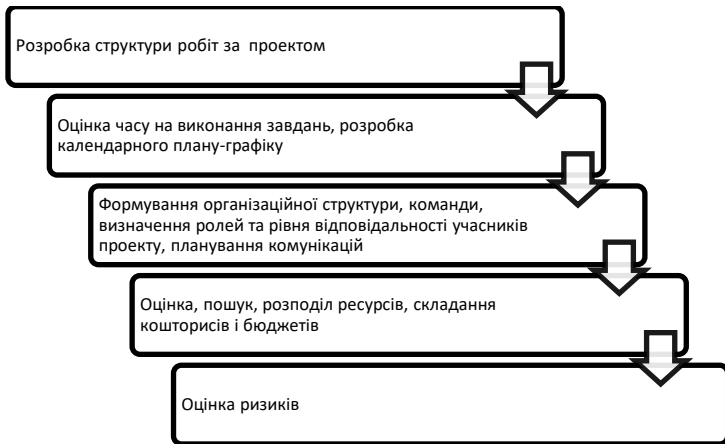 Розробка структури робіт за проектом
Оцінка часу на виконання завдань, розробка
календарного плану-графіку
Формування організаційної структури, команди,
визначення ролей та рівня відповідальності учасників
проекту, планування комунікацій
Оцінка, пошук, розподіл ресурсів, складання
кошторисів і бюджетів
Оцінка ризиків